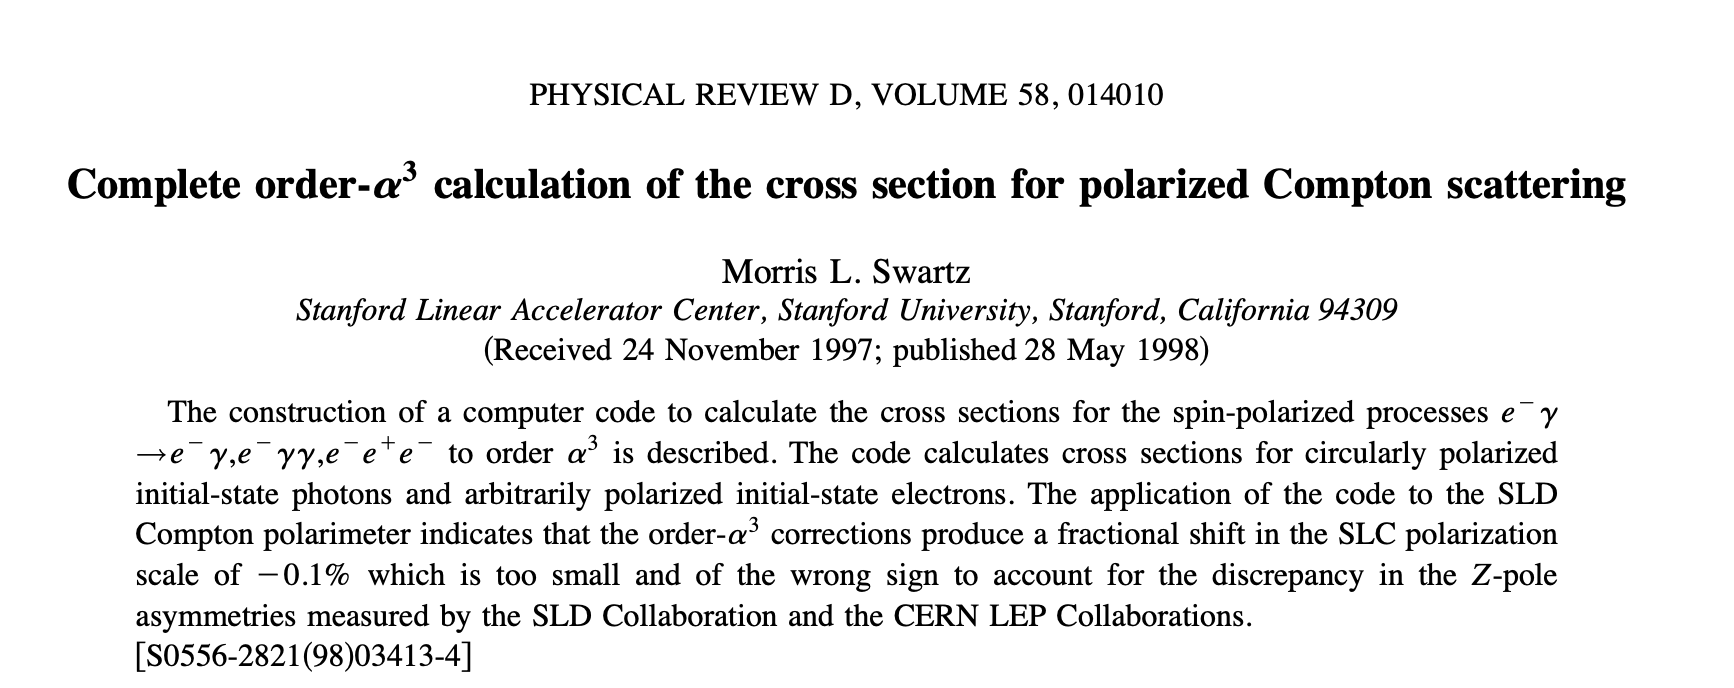 PHYSICAL REVIEW D, VOLUME 58, 014010
Complete order-α³ calculation of the cross section for polarized Compton scattering
Morris L. Swartz
Stanford Linear Accelerator Center, Stanford University, Stanford, California 94309
(Received 24 November 1997; published 28 May 1998)
The construction of a computer code to calculate the cross sections for the spin-polarized processes e⁻γ
→e⁻γ,e⁻γγ,e⁻e⁺e⁻ to order α³ is described. The code calculates cross sections for circularly polarized
initial-state photons and arbitrarily polarized initial-state electrons. The application of the code to the SLD
Compton polarimeter indicates that the order-α³ corrections produce a fractional shift in the SLC polarization
scale of −0.1% which is too small and of the wrong sign to account for the discrepancy in the Z-pole
asymmetries measured by the SLD Collaboration and the CERN LEP Collaborations.
[S0556-2821(98)03413-4]